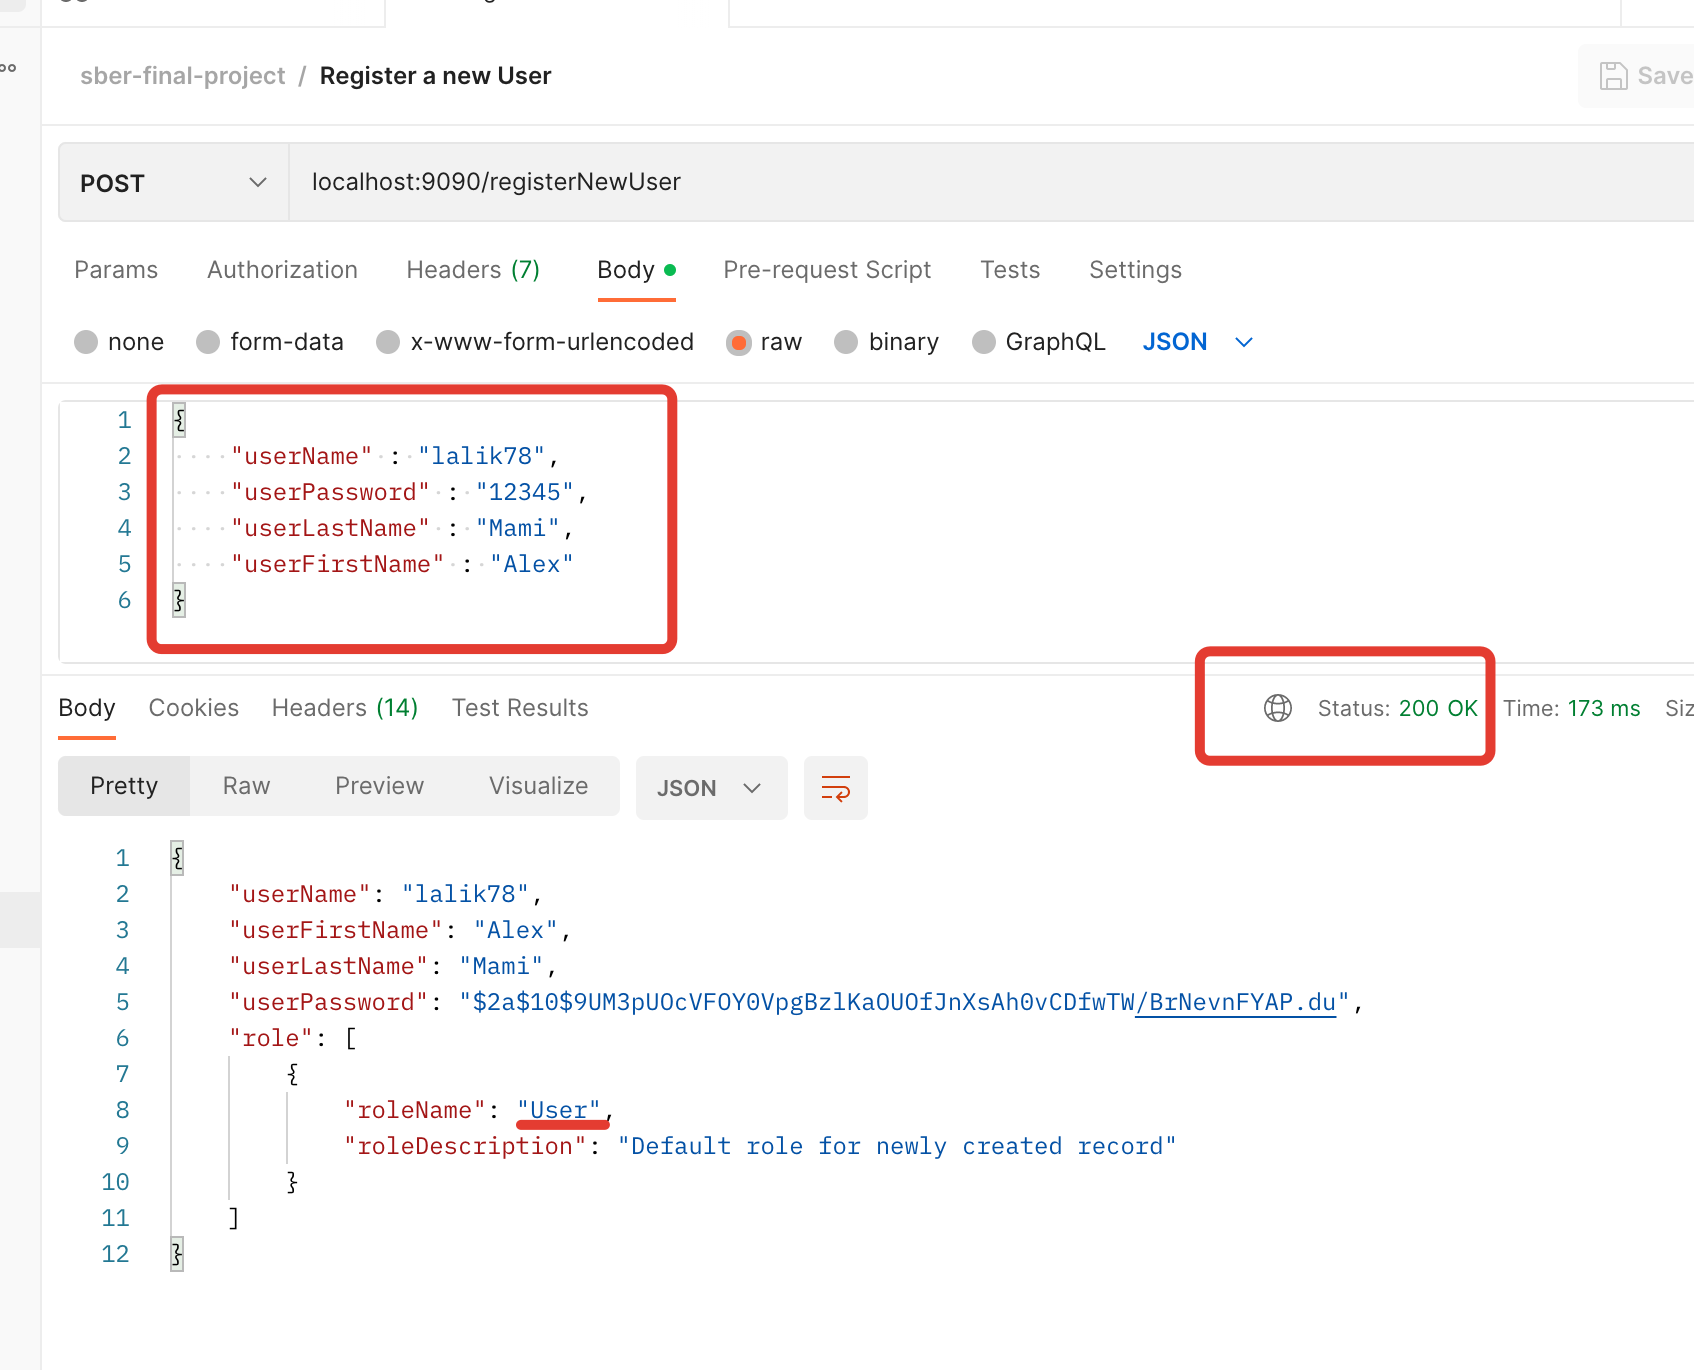 sber-final-project / Register a new User
Save
POST localhost:9090/registerNewUser
Params Authorization Headers (7) Body Pre-request Script Tests Settings
none form-data x-www-form-urlencoded raw binary GraphQL JSON
1 {
2 "userName" : "lalik78",
3 "userPassword" : "12345",
4 "userLastName" : "Mami",
5 "userFirstName" : "Alex"
6 }
Body Cookies Headers (14) Test Results Status: 200 OK Time: 173 ms Siz
Pretty Raw Preview Visualize JSON
1 {
2 "userName": "lalik78",
3 "userFirstName": "Alex",
4 "userLastName": "Mami",
5 "userPassword": "$2a$10$9UM3pUOcVFOY0VpgBzlKaOUOfJnXsAh0vCDfwTW/BrNevnFYAP.du",
6 "role": [
7 {
8 "roleName": "User",
9 "roleDescription": "Default role for newly created record"
10 }
11 ]
12 }